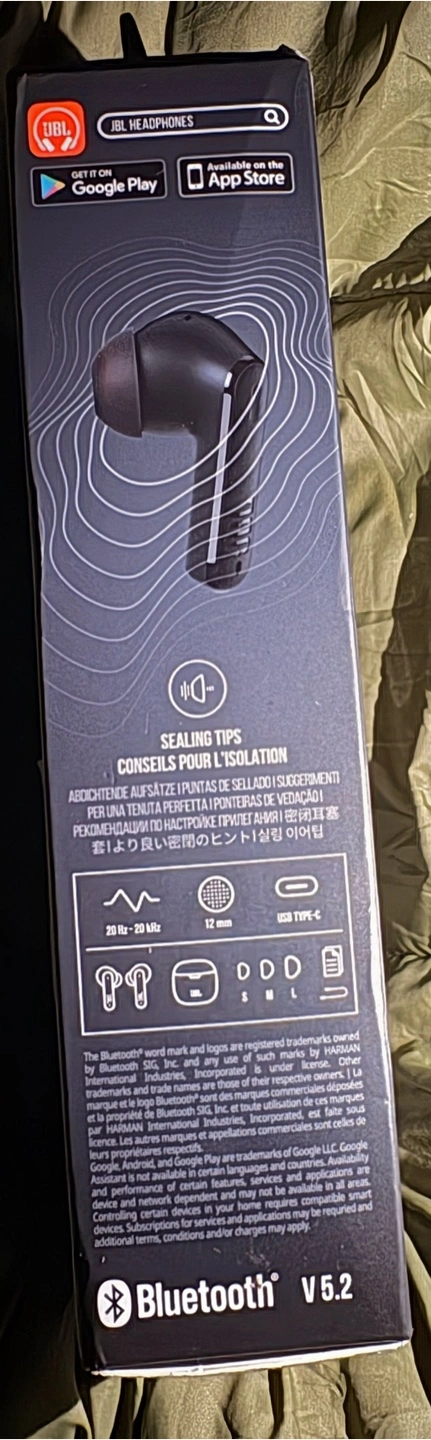 JBL
JBL HEADPHONES
GET IT ON
Google Play
Available on the
App Store
SEALING TIPS
CONSEILS POUR L'ISOLATION
ABDICHTENDE AUFSÄTZE | PUNTAS DE SELLADO | SUGGERIMENTI
PER UNA TENUTA PERFETTA | PONTEIRAS DE VEDAÇÃO |
РЕКОМЕНДАЦИИ ПО НАСТРОЙКЕ ПРИЛЕГАНИЯ | 密闭耳塞
套 | より良い密閉のヒント | 실링 이어팁
20 Hz - 20 kHz
12 mm
USB TYPE-C
JBL
S
M
L
The Bluetooth® word mark and logos are registered trademarks owned
by Bluetooth SIG, Inc. and any use of such marks by HARMAN
International Industries, Incorporated is under license. Other
trademarks and trade names are those of their respective owners. | La
marque et le logo Bluetooth® sont des marques commerciales déposées
et la propriété de Bluetooth SIG, Inc. et toute utilisation de ces marques
par HARMAN International Industries, Incorporated, est faite sous
licence. Les autres marques et appellations commerciales sont celles de
leurs propriétaires respectifs.
Google, Android, and Google Play are trademarks of Google LLC. Google
Assistant is not available in certain languages and countries. Availability
and performance of certain features, services and applications are
device and network dependent and may not be available in all areas.
Controlling certain devices in your home requires compatible smart
devices. Subscriptions for services and applications may be requried and
additional terms, conditions and/or charges may apply.
Bluetooth® V 5.2